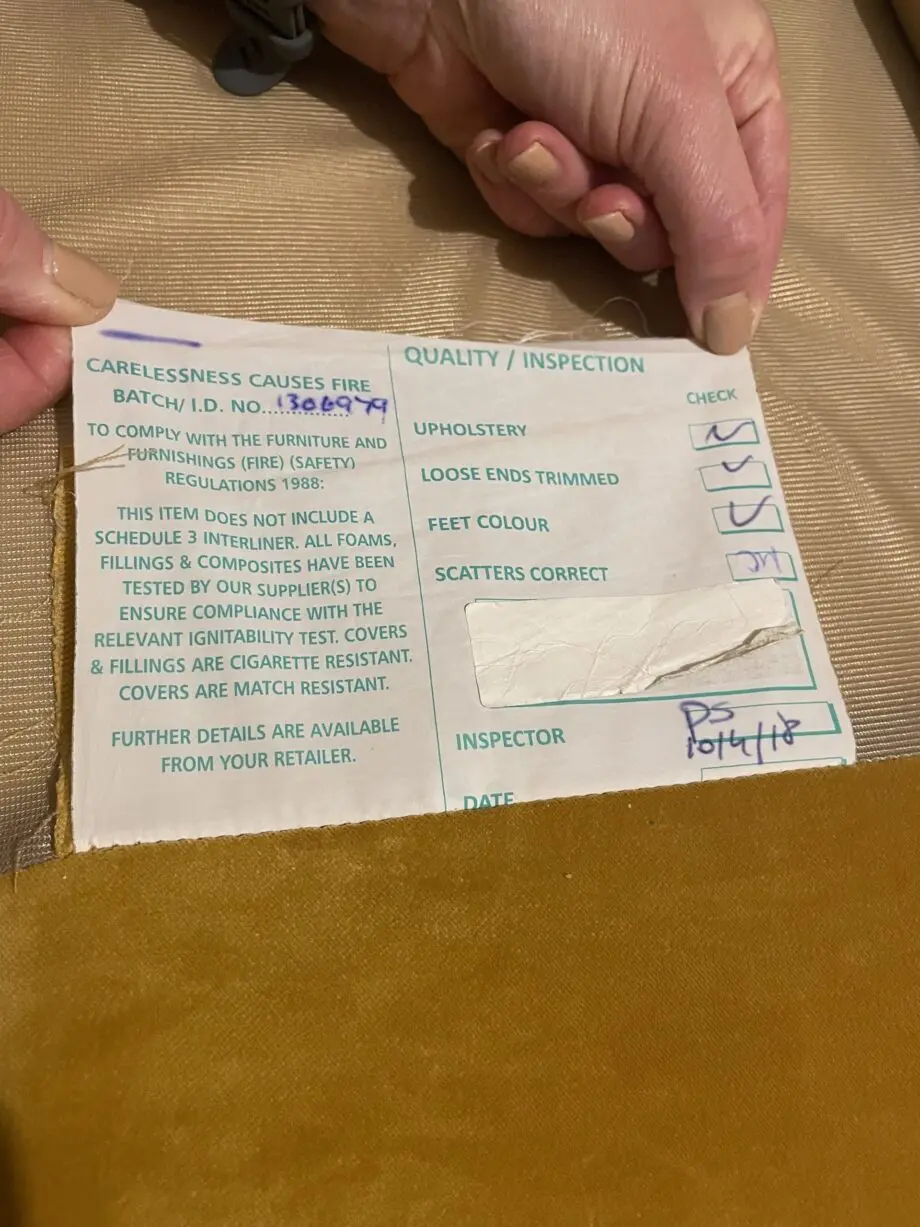 CARELESSNESS CAUSES FIRE
BATCH/ I.D. NO...1306979
TO COMPLY WITH THE FURNITURE AND
FURNISHINGS (FIRE) (SAFETY)
REGULATIONS 1988:
THIS ITEM DOES NOT INCLUDE A
SCHEDULE 3 INTERLINER. ALL FOAMS,
FILLINGS & COMPOSITES HAVE BEEN
TESTED BY OUR SUPPLIER(S) TO
ENSURE COMPLIANCE WITH THE
RELEVANT IGNITABILITY TEST. COVERS
& FILLINGS ARE CIGARETTE RESISTANT.
COVERS ARE MATCH RESISTANT.
FURTHER DETAILS ARE AVAILABLE
FROM YOUR RETAILER.
QUALITY / INSPECTION
CHECK
UPHOLSTERY
LOOSE ENDS TRIMMED
FEET COLOUR
SCATTERS CORRECT
INSPECTOR PS
10/4/18
DATE